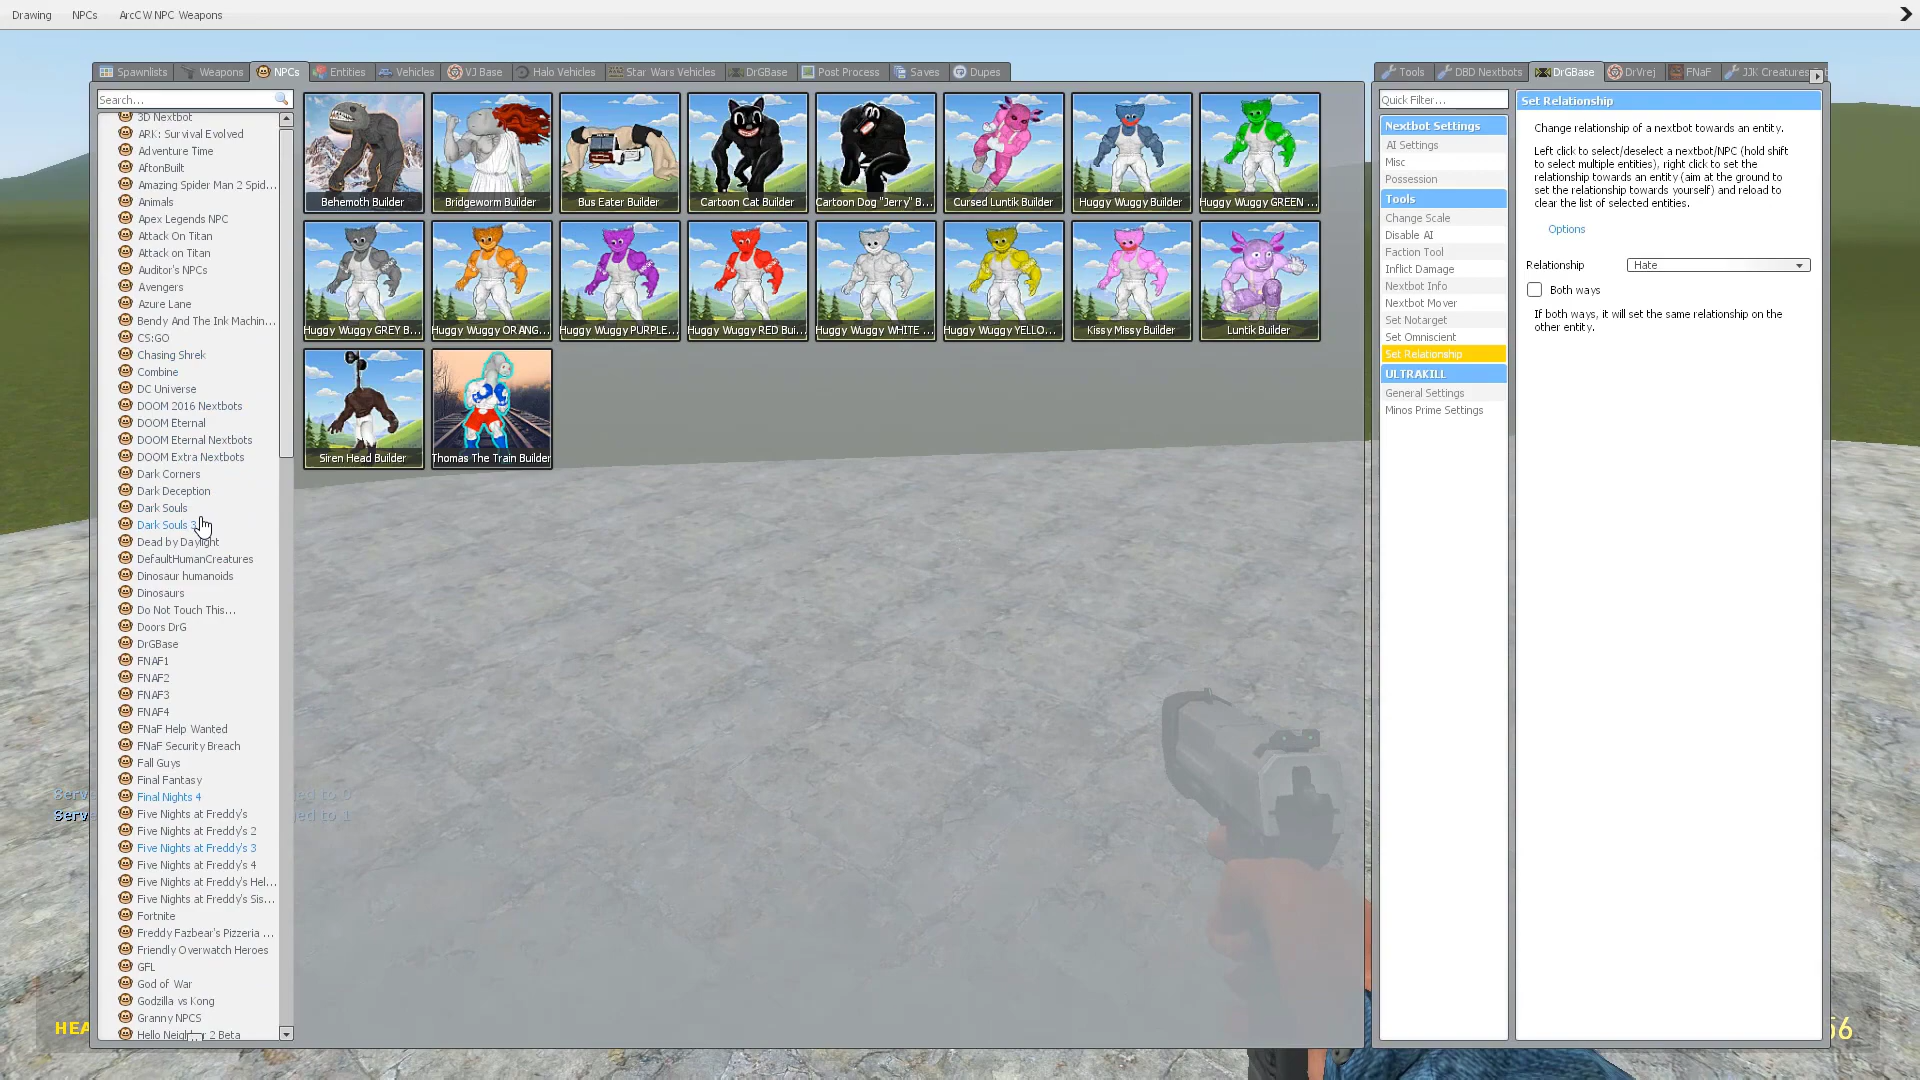 Drawing NPCs ArcCW NPC Weapons
Spawnlists Weapons NPCs Entities Vehicles VJ Base Halo Vehicles Star Wars Vehicles DrGBase Post Process Saves Dupes
Search...
3D Nextbot
ARK: Survival Evolved
Adventure Time
AftonBuilt
Amazing Spider Man 2 Spid...
Animals
Apex Legends NPC
Attack On Titan
Attack on Titan
Auditor's NPCs
Avengers
Azure Lane
Bendy And The Ink Machin...
CS:GO
Chasing Shrek
Combine
DC Universe
DOOM 2016 Nextbots
DOOM Eternal
DOOM Eternal Nextbots
DOOM Extra Nextbots
Dark Corners
Dark Deception
Dark Souls
Dark Souls 3
Dead by Daylight
DefaultHumanCreatures
Dinosaur humanoids
Dinosaurs
Do Not Touch This...
Doors DrG
DrGBase
FNAF1
FNAF2
FNAF3
FNAF4
FNaF Help Wanted
FNaF Security Breach
Fall Guys
Final Fantasy
Final Nights 4
Five Nights at Freddy's
Five Nights at Freddy's 2
Five Nights at Freddy's 3
Five Nights at Freddy's 4
Five Nights at Freddy's Hel...
Five Nights at Freddy's Sis...
Fortnite
Freddy Fazbear's Pizzeria ...
Friendly Overwatch Heroes
GFL
God of War
Godzilla vs Kong
Granny NPCS
Hello Neighbor 2 Beta
Behemoth Builder Bridgeworm Builder Bus Eater Builder Cartoon Cat Builder Cartoon Dog "Jerry" B... Cursed Luntik Builder Huggy Wuggy Builder Huggy Wuggy GREEN ...
Huggy Wuggy GREY B... Huggy Wuggy ORANG... Huggy Wuggy PURPLE... Huggy Wuggy RED Bui... Huggy Wuggy WHITE ... Huggy Wuggy YELLO... Kissy Missy Builder Luntik Builder
Siren Head Builder Thomas The Train Builder
Tools DBD Nextbots DrGBase DrVrej FNaF JJK Creatures
Quick Filter...
Nextbot Settings
AI Settings
Misc
Possession
Tools
Change Scale
Disable AI
Faction Tool
Inflict Damage
Nextbot Info
Nextbot Mover
Set Notarget
Set Omniscient
Set Relationship
ULTRAKILL
General Settings
Minos Prime Settings
Set Relationship
Change relationship of a nextbot towards an entity.
Left click to select/deselect a nextbot/NPC (hold shift
to select multiple entities), right click to set the
relationship towards an entity (aim at the ground to
set the relationship towards yourself) and reload to
clear the list of selected entities.
Options
Relationship Hate
Both ways
If both ways, it will set the same relationship on the
other entity.
Serv ed to 0
Serv ed to 1
HEA